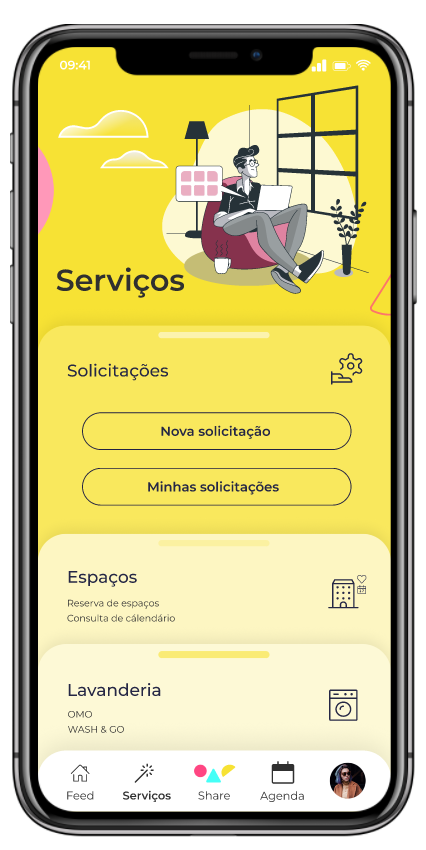 09:41
Serviços
Solicitações
Nova solicitação
Minhas solicitações
Espaços
Reserva de espaços
Consulta de cálendário
Lavanderia
OMO
WASH & GO
Feed
Serviços
Share
Agenda